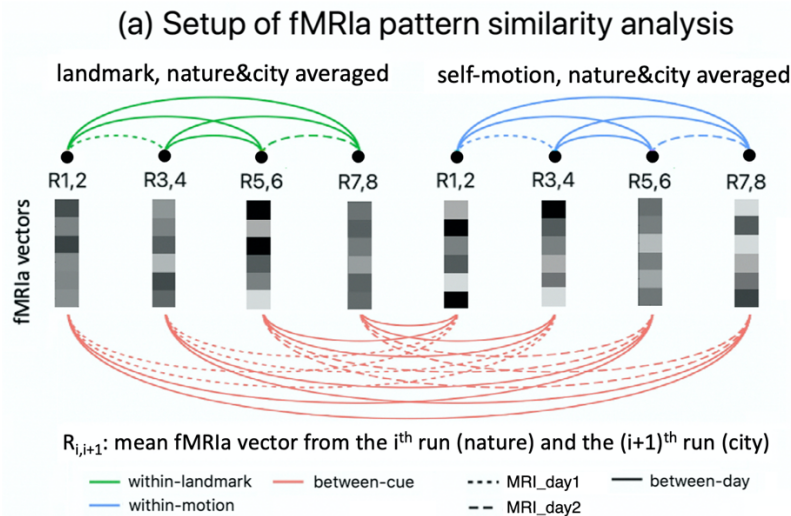 (a) Setup of fMRIa pattern similarity analysis
landmark, nature&city averaged
self-motion, nature&city averaged
R1,2 R3,4 R5,6 R7,8 R1,2 R3,4 R5,6 R7,8
fMRIa vectors
R_{i,i+1}: mean fMRIa vector from the i^{th} run (nature) and the (i+1)^{th} run (city)
within-landmark between-cue MRI_day1 between-day
within-motion MRI_day2